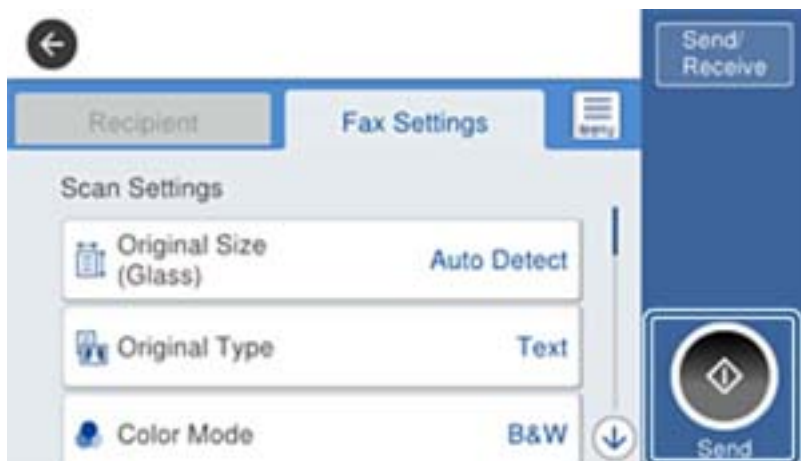 Send/
Receive
Recipient
Fax Settings
Menu
Scan Settings
Original Size
(Glass)
Auto Detect
Original Type
Text
Color Mode
B&W
Send